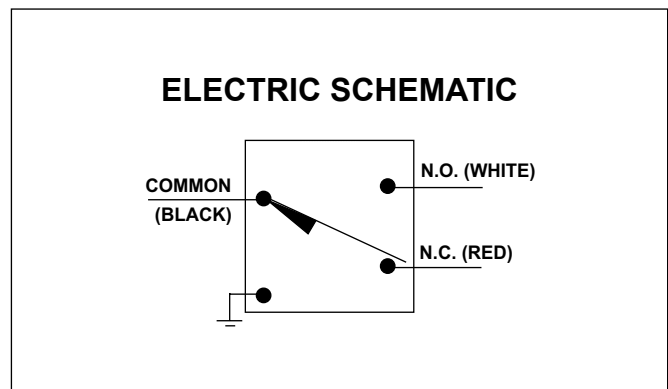 ELECTRIC SCHEMATIC
COMMON
(BLACK)
N.O. (WHITE)
N.C. (RED)